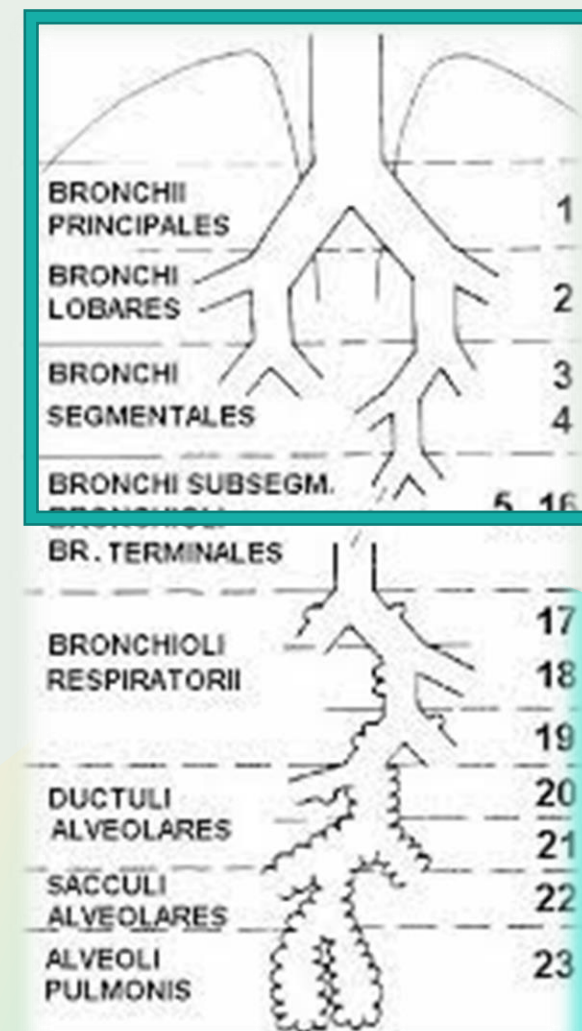 BRONCHII
PRINCIPALES
1
BRONCHI
LOBARES
2
BRONCHI
3
SEGMENTALES
4
BRONCHI SUBSEGM.
5 16
BRONCHIOLI
BR. TERMINALES
17
BRONCHIOLI
RESPIRATORII
18
19
DUCTULI
ALVEOLARES
20
21
SACCULI
ALVEOLARES
22
ALVEOLI
PULMONIS
23